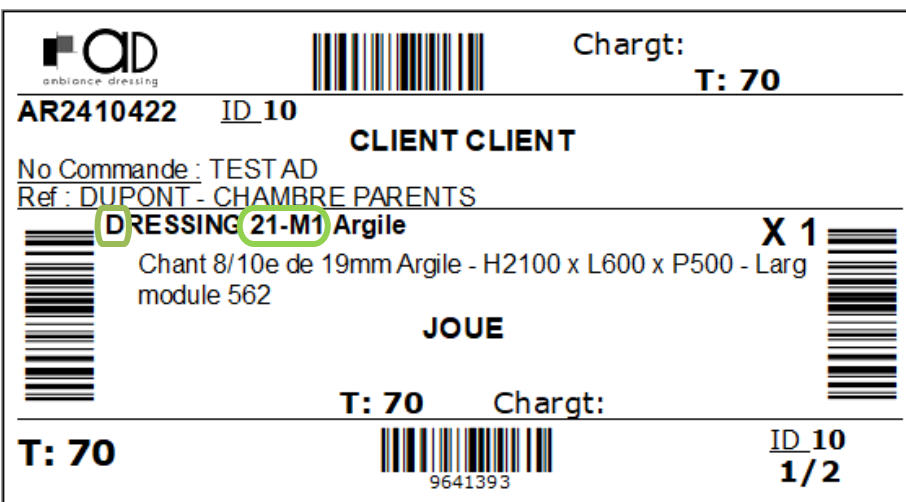 aD
ambiance dressing
Chargt:
T: 70
AR2410422 ID 10
CLIENT CLIENT
No Commande : TEST AD
Ref : DUPONT - CHAMBRE PARENTS
DRESSING 21-M1 Argile X 1
Chant 8/10e de 19mm Argile - H2100 x L600 x P500 - Larg
module 562
JOUE
T: 70 Chargt:
T: 70
9641393
ID 10
1/2